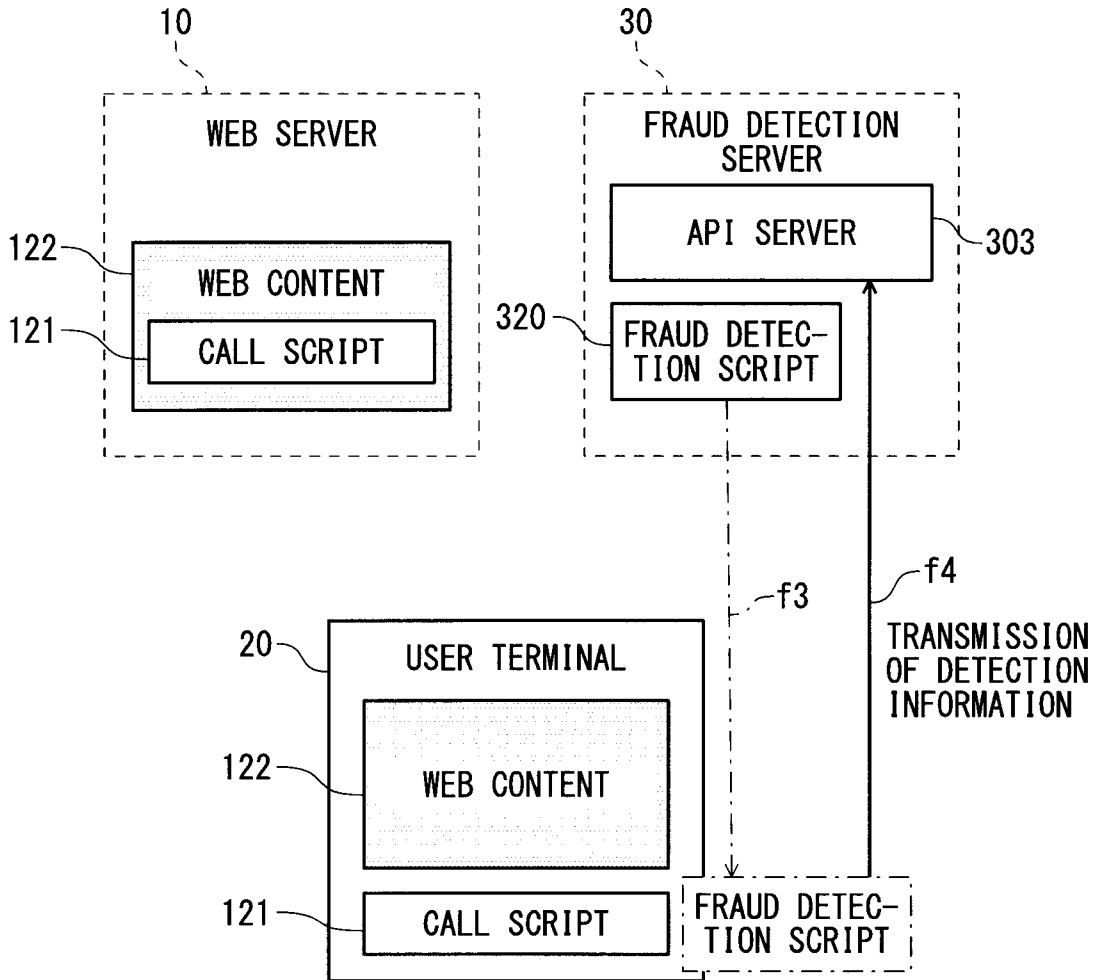 10
30
WEB SERVER
FRAUD DETECTION
SERVER
API SERVER
303
122
WEB CONTENT
121
CALL SCRIPT
320
FRAUD DETEC-
TION SCRIPT
f3
f4
TRANSMISSION
OF DETECTION
INFORMATION
20
USER TERMINAL
122
WEB CONTENT
121
CALL SCRIPT
FRAUD DETEC-
TION SCRIPT